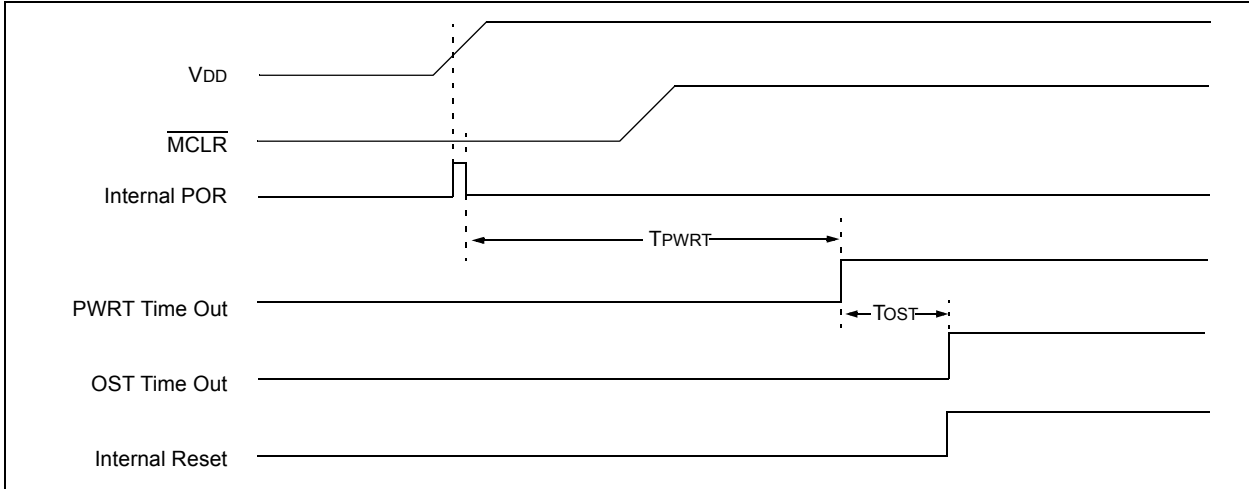 VDD
MCLR
Internal POR
TPWRT
PWRT Time Out
TOST
OST Time Out
Internal Reset